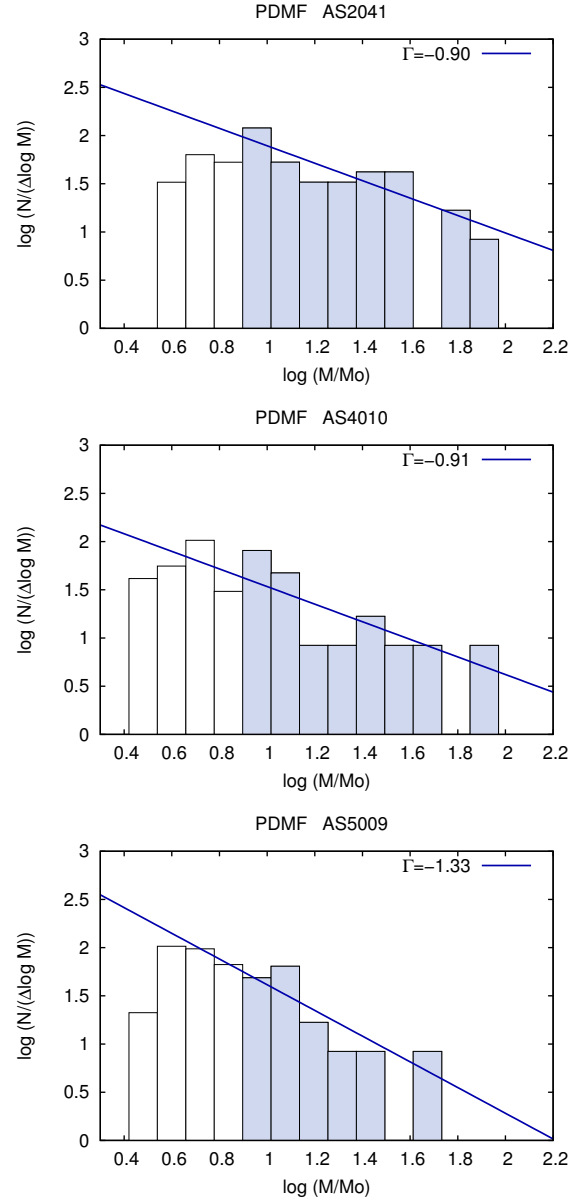 PDMF AS2041
Γ=−0.90
3
2.5
2
1.5
1
0.5
0
log (N/(Δlog M))
0.4 0.6 0.8 1 1.2 1.4 1.6 1.8 2 2.2
log (M/Mo)
PDMF AS4010
Γ=−0.91
3
2.5
2
1.5
1
0.5
0
log (N/(Δlog M))
0.4 0.6 0.8 1 1.2 1.4 1.6 1.8 2 2.2
log (M/Mo)
PDMF AS5009
Γ=−1.33
3
2.5
2
1.5
1
0.5
0
log (N/(Δlog M))
0.4 0.6 0.8 1 1.2 1.4 1.6 1.8 2 2.2
log (M/Mo)